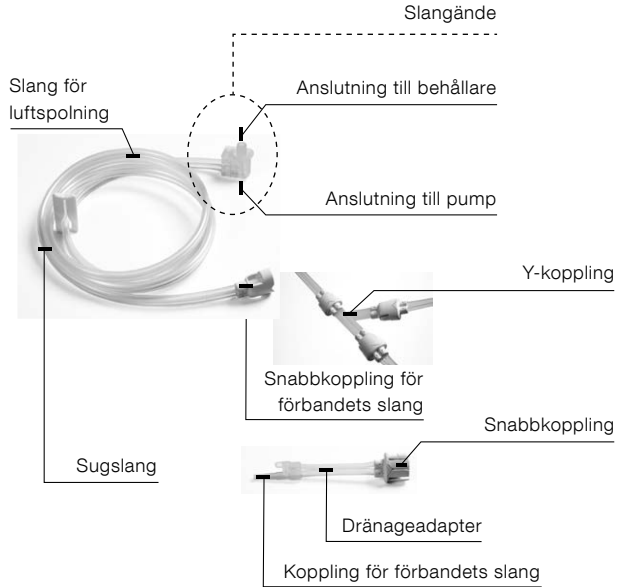 Slangände
Slang för
luftspolning
Anslutning till behållare
Anslutning till pump
Y-koppling
Snabbkoppling för
förbandets slang
Snabbkoppling
Sugslang
Dränageadapter
Koppling för förbandets slang